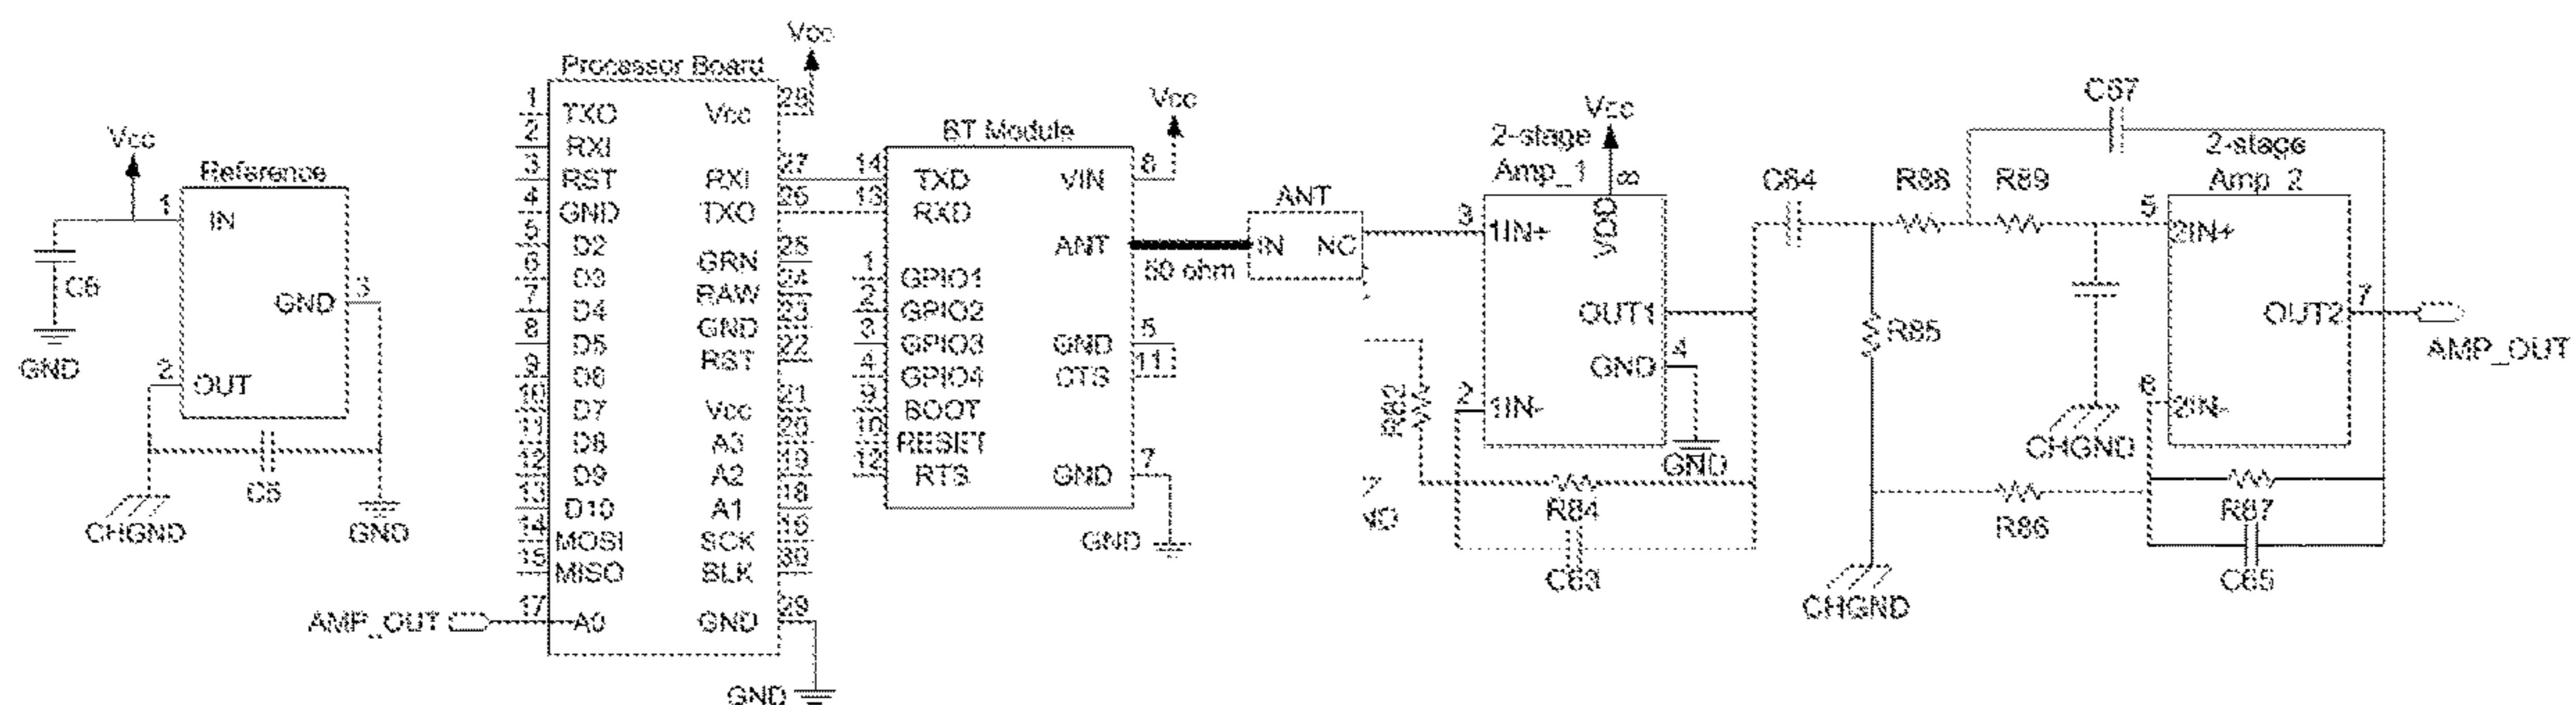 Vcc
Reference
1
IN
C6
GND
GND
3
2
OUT
CHGND
GND
Processor Board
Vcc
1
TXO
Vcc
28
2
RXI
3
RST
RXI
27
4
GND
TXO
26
5
D2
GRN
25
6
D3
RAW
24
7
D4
GND
23
8
D5
RST
22
9
D6
10
D7
Vcc
21
D8
A3
20
12
D9
A2
19
13
D10
A1
18
14
MOSI
SCK
16
15
MISO
BLK
30
AMP_OUT
17
A0
GND
29
GND
BT Module
Vcc
14
TXD
VIN
8
13
RXD
ANT
50 ohm
1
GPIO1
2
GPIO2
3
GPIO3
GND
5
4
GPIO4
CTS
11
9
BOOT
10
RESET
12
RTS
GND
7
GND
ANT
IN
NC
2-stage
Amp_1
Vcc
8
VDD
3
1IN+
OUT1
GND
4
GND
2
1IN-
R82
ND
R84
C63
C64
R88
R89
C67
2-stage
Amp_2
5
2IN+
R85
CHGND
OUT2
7
AMP_OUT
6
2IN-
R86
R87
C65
CHGND